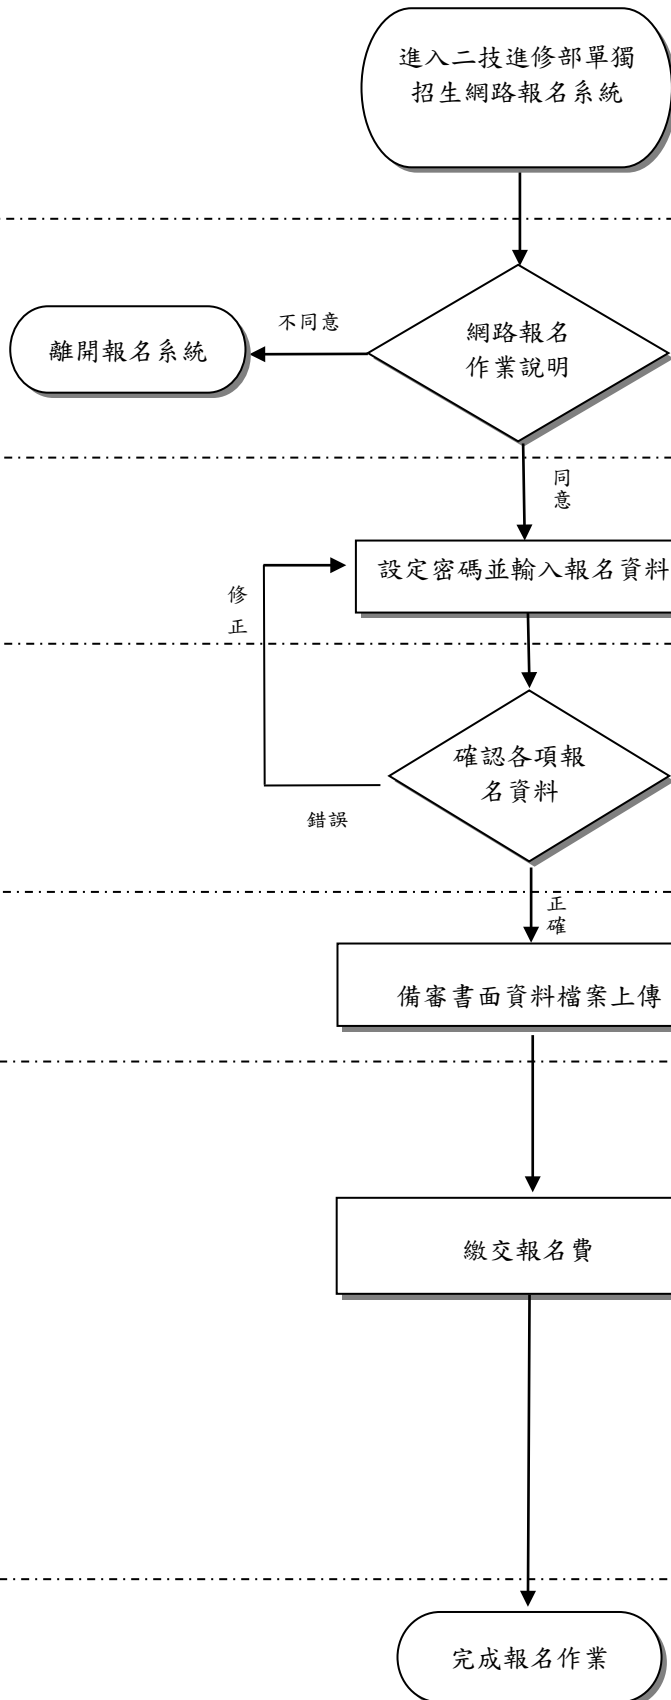 進入二技進修部單獨
招生網路報名系統
不同意
離開報名系統
網路報名
作業說明
同
意
設定密碼並輸入報名資料
修
正
確認各項報
名資料
錯誤
正
確
備審書面資料檔案上傳
繳交報名費
完成報名作業